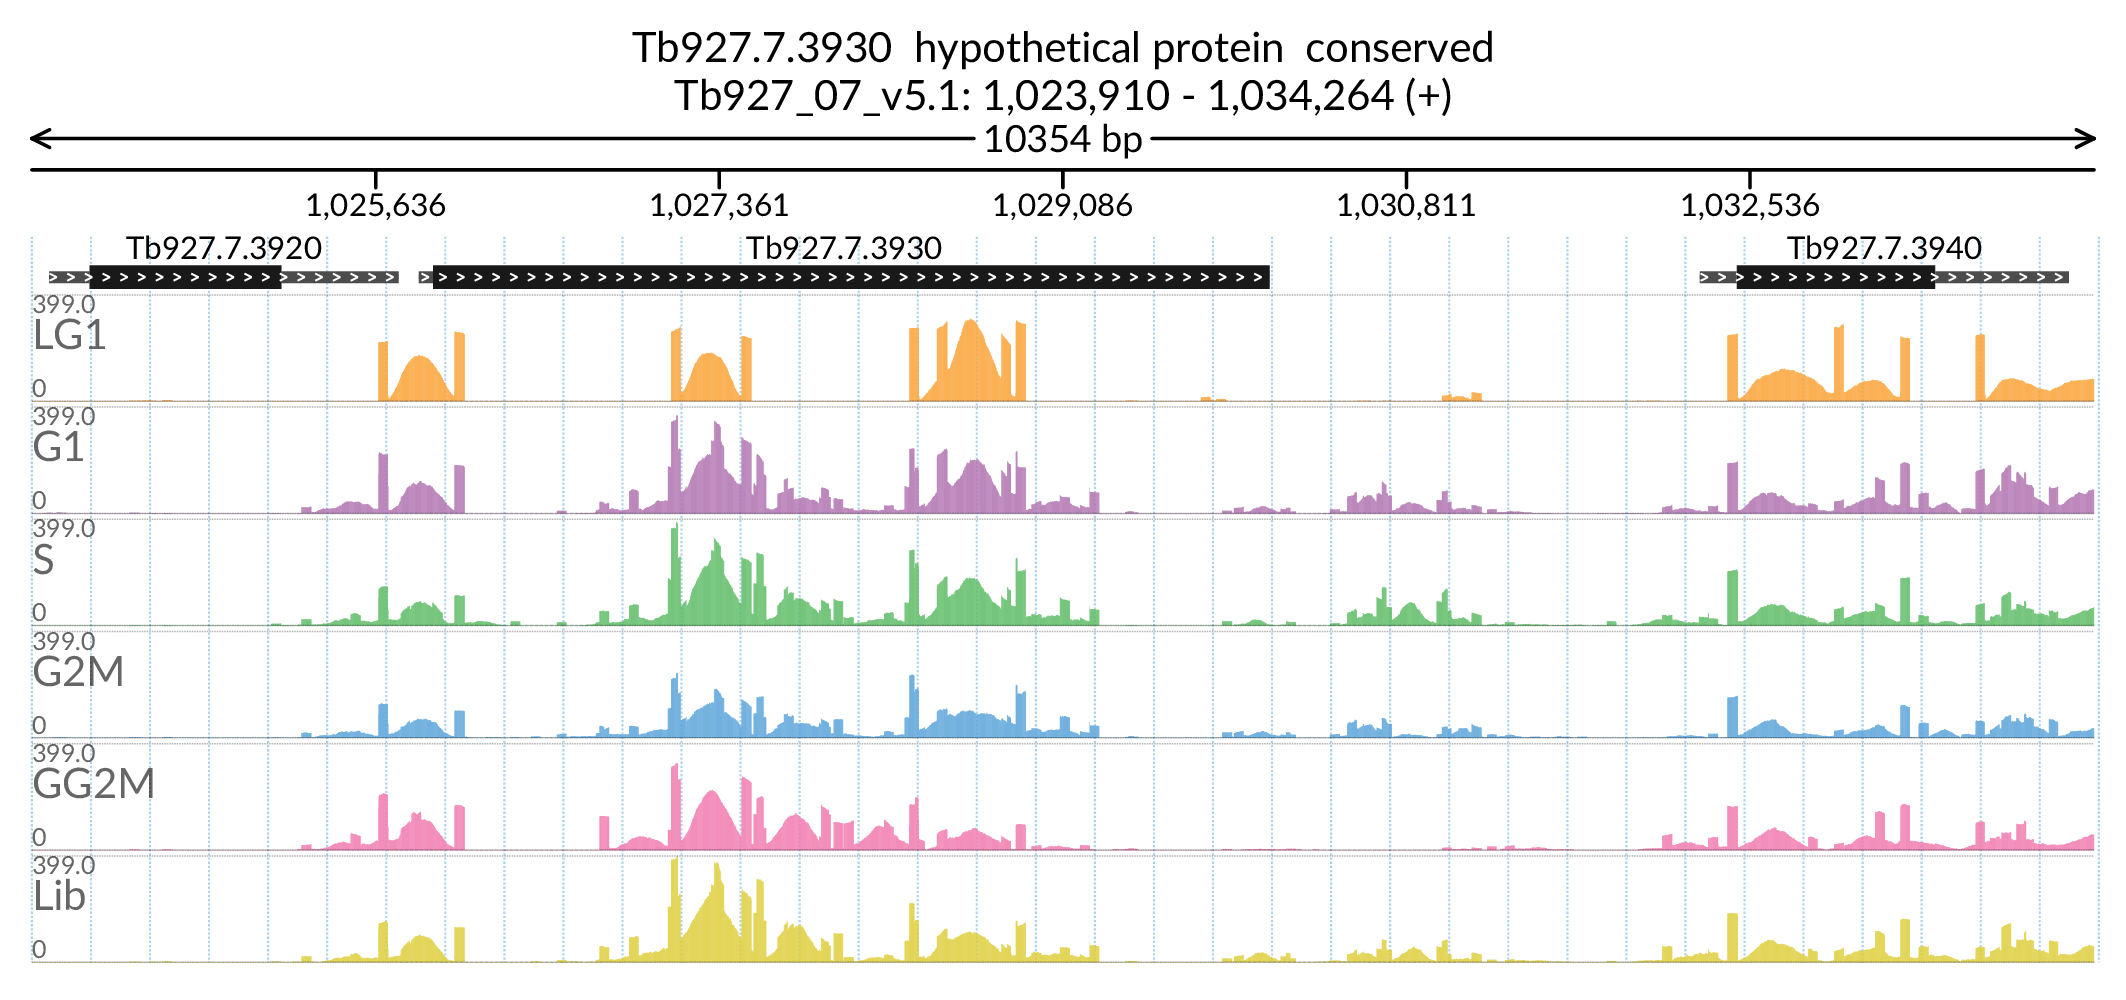 Tb927.7.3930  hypothetical protein  conserved
Tb927_07_v5.1: 1,023,910 - 1,034,264 (+)
10354 bp
1,025,636 1,027,361 1,029,086 1,030,811 1,032,536
Tb927.7.3920 Tb927.7.3930 Tb927.7.3940
399.0
LG1
0
399.0
G1
0
399.0
S
0
399.0
G2M
0
399.0
GG2M
0
399.0
Lib
0